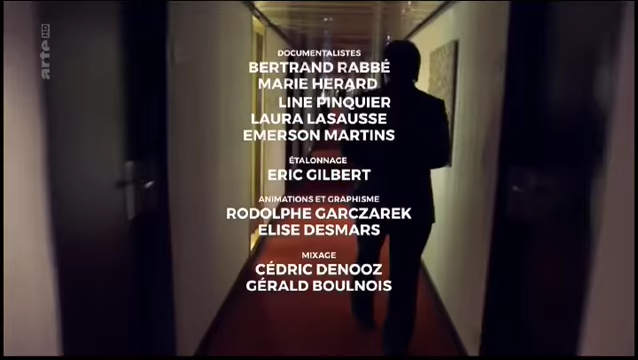 arte HD
DOCUMENTALISTES
BERTRAND RABBÉ
MARIE HERARD
LINE PINQUIER
LAURA LASAUSSE
EMERSON MARTINS
ÉTALONNAGE
ERIC GILBERT
ANIMATIONS ET GRAPHISME
RODOLPHE GARCZAREK
ELISE DESMARS
MIXAGE
CÉDRIC DENOOZ
GÉRALD BOULNOIS